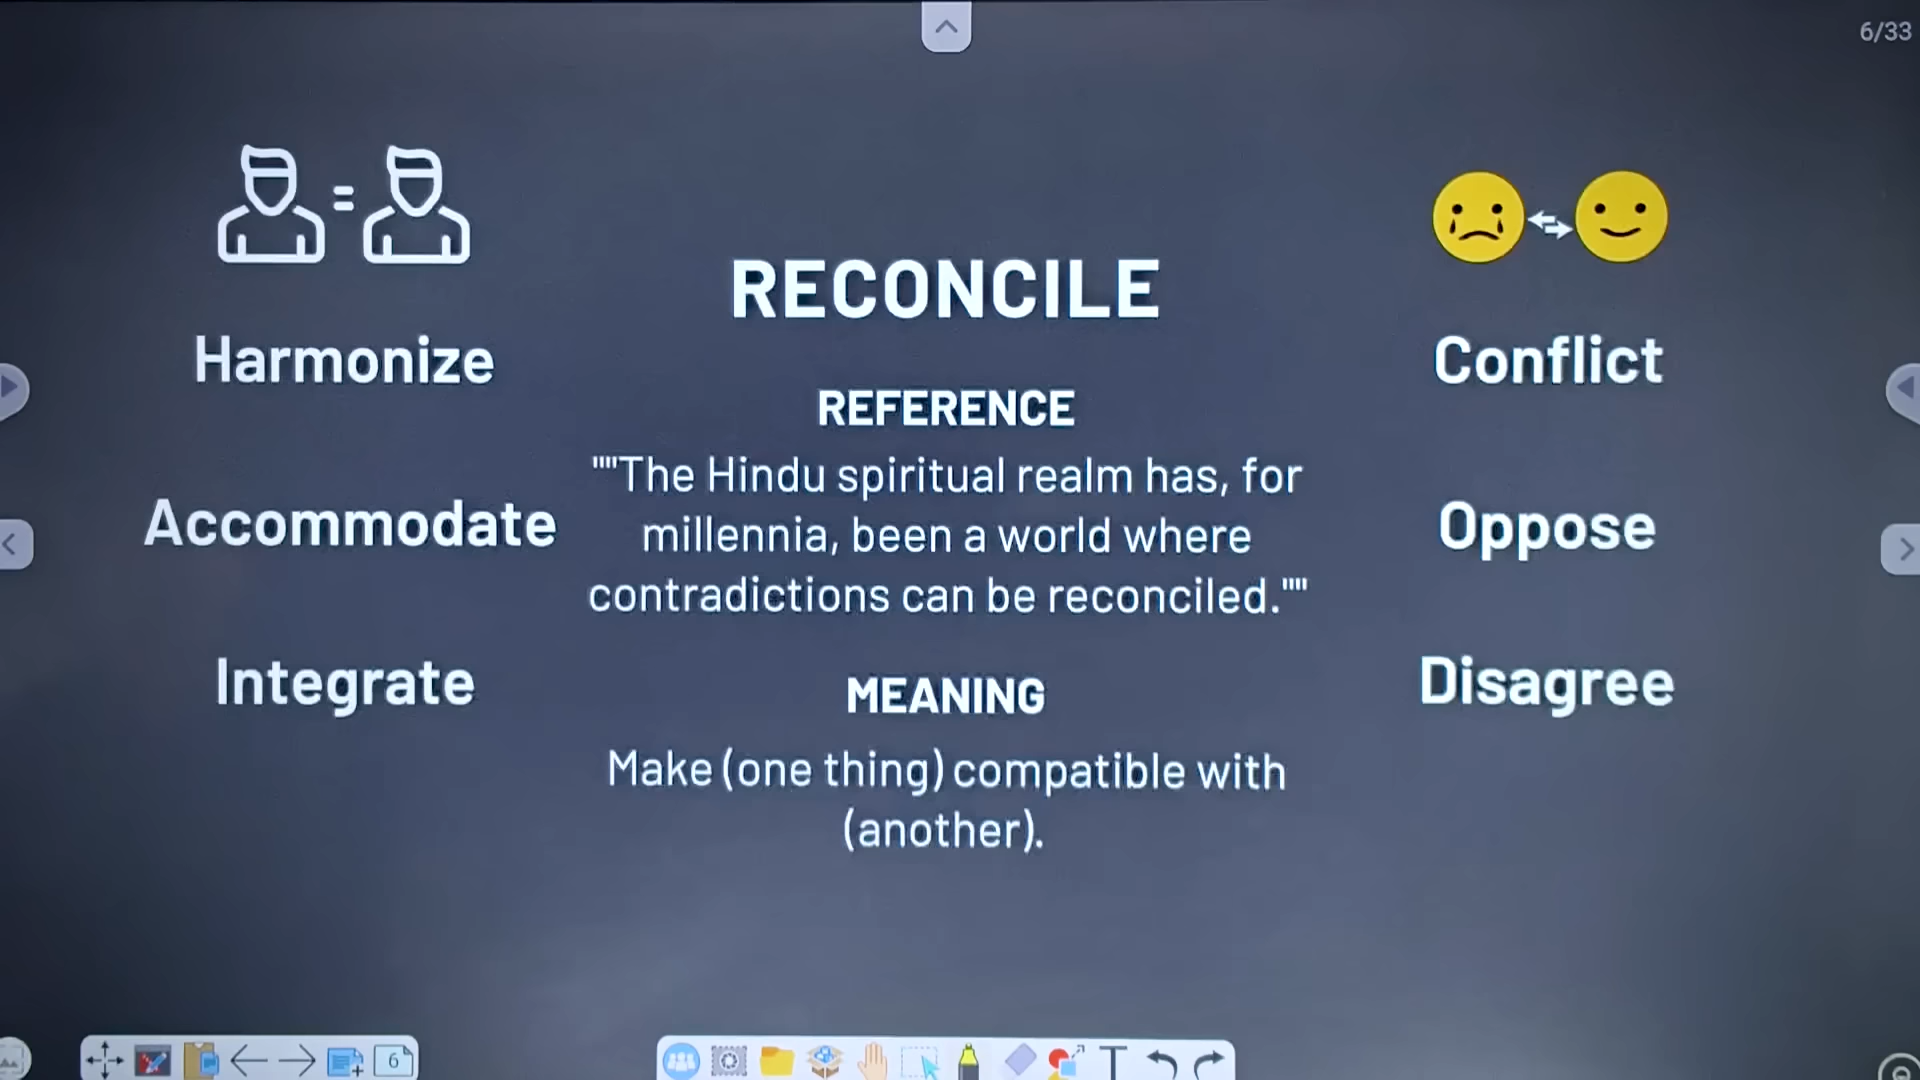 6/33
RECONCILE
Harmonize
Accommodate
Integrate
REFERENCE
""The Hindu spiritual realm has, for
millennia, been a world where
contradictions can be reconciled.""
MEANING
Make (one thing) compatible with
(another).
Conflict
Oppose
Disagree
6